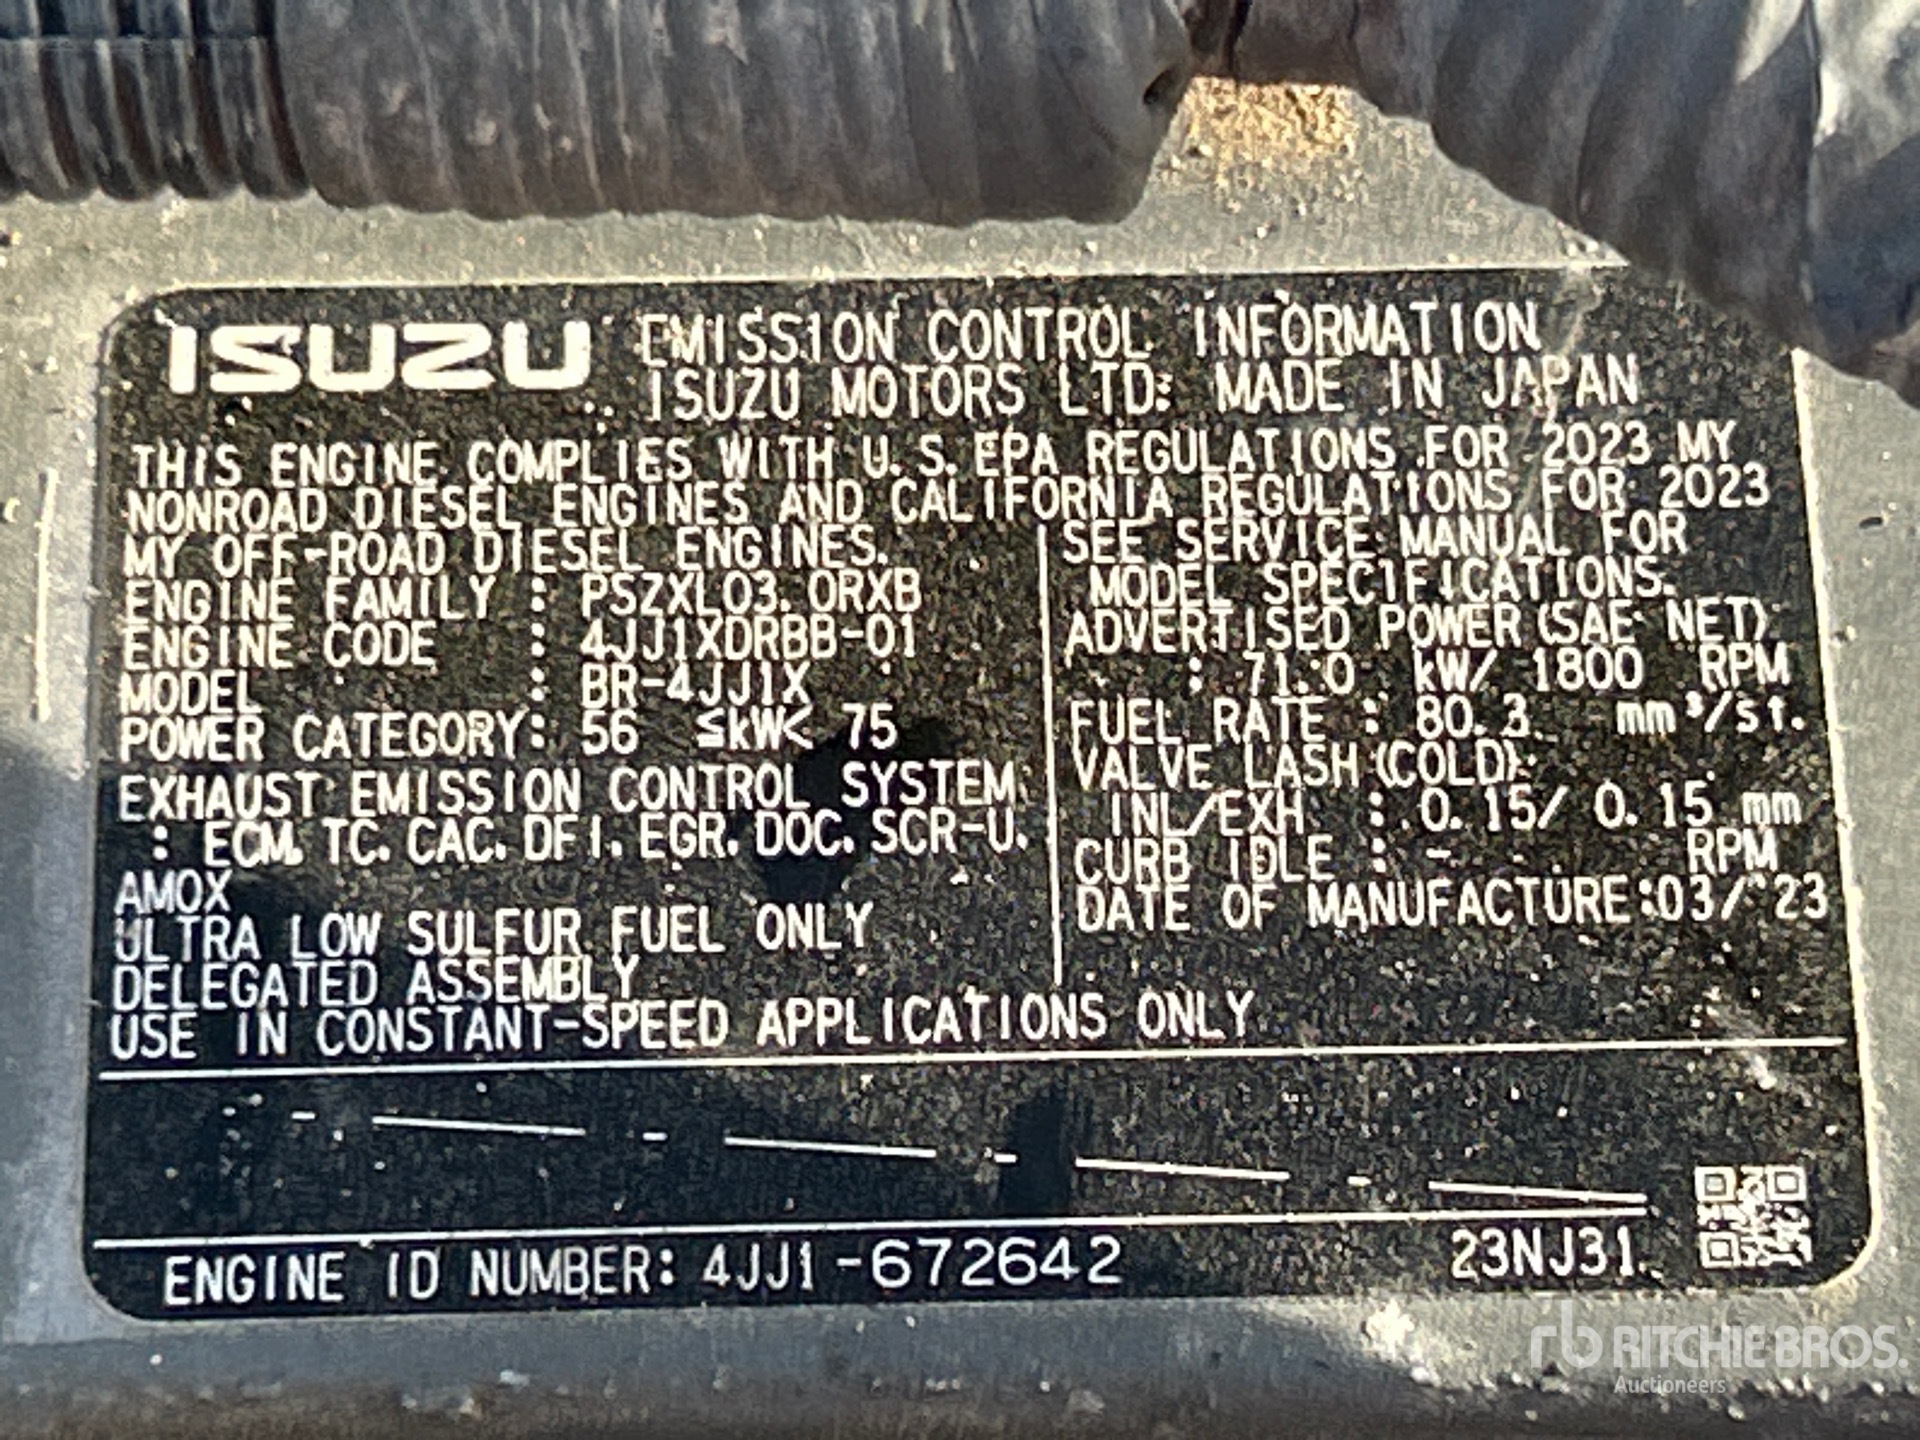 ISUZU EMISSION CONTROL INFORMATION
ISUZU MOTORS LTD. MADE IN JAPAN
THIS ENGINE COMPLIES WITH U.S. EPA REGULATIONS FOR 2023 MY
NONROAD DIESEL ENGINES AND CALIFORNIA REGULATIONS FOR 2023
MY OFF-ROAD DIESEL ENGINES.
ENGINE FAMILY : PSZXL03.0RXB
ENGINE CODE : 4JJ1XDRBB-01
MODEL : BR-4JJ1X
POWER CATEGORY: 56 ≤kW< 75
EXHAUST EMISSION CONTROL SYSTEM
: ECM, TC, CAC, DFI, EGR, DOC, SCR-U,
AMOX
ULTRA LOW SULFUR FUEL ONLY
DELEGATED ASSEMBLY
USE IN CONSTANT-SPEED APPLICATIONS ONLY
SEE SERVICE MANUAL FOR
MODEL SPECIFICATIONS.
ADVERTISED POWER (SAE NET)
: 71.0 kW/ 1800 RPM
FUEL RATE : 80.3 mm³/st.
VALVE LASH (COLD)
INL/EXH : 0.15/ 0.15 mm
CURB IDLE : - RPM
DATE OF MANUFACTURE:03/ '23
ENGINE ID NUMBER: 4JJ1-672642 23NJ31
rb RITCHIE BROS.
Auctioneers